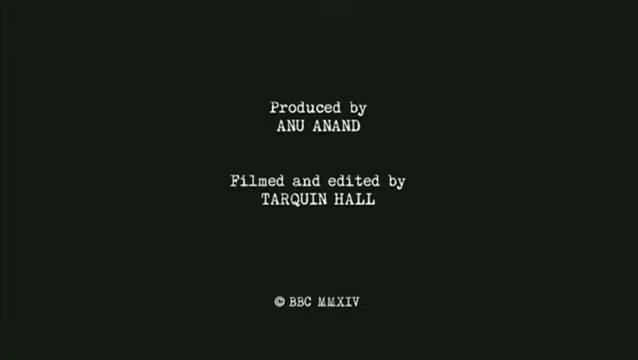 Produced by
ANU ANAND
Filmed and edited by
TARQUIN HALL
© BBC MMXIV